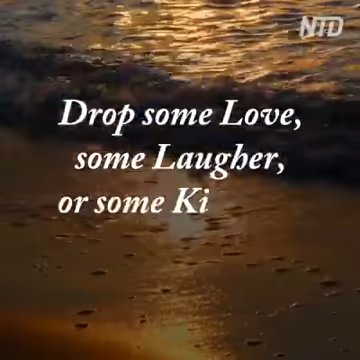 NTD
Drop some Love,
some Laugher,
or some Ki